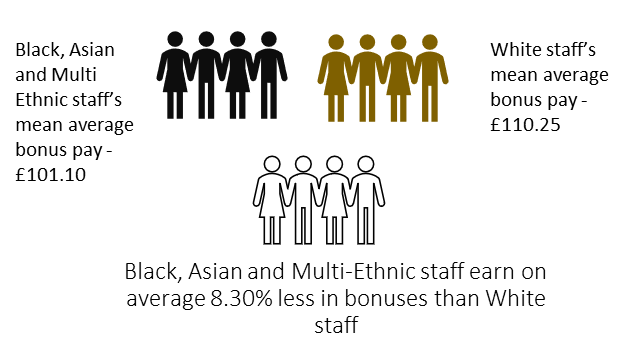 Black, Asian
and Multi
Ethnic staff’s
mean average
bonus pay -
£101.10
White staff’s
mean average
bonus pay -
£110.25
Black, Asian and Multi-Ethnic staff earn on
average 8.30% less in bonuses than White
staff